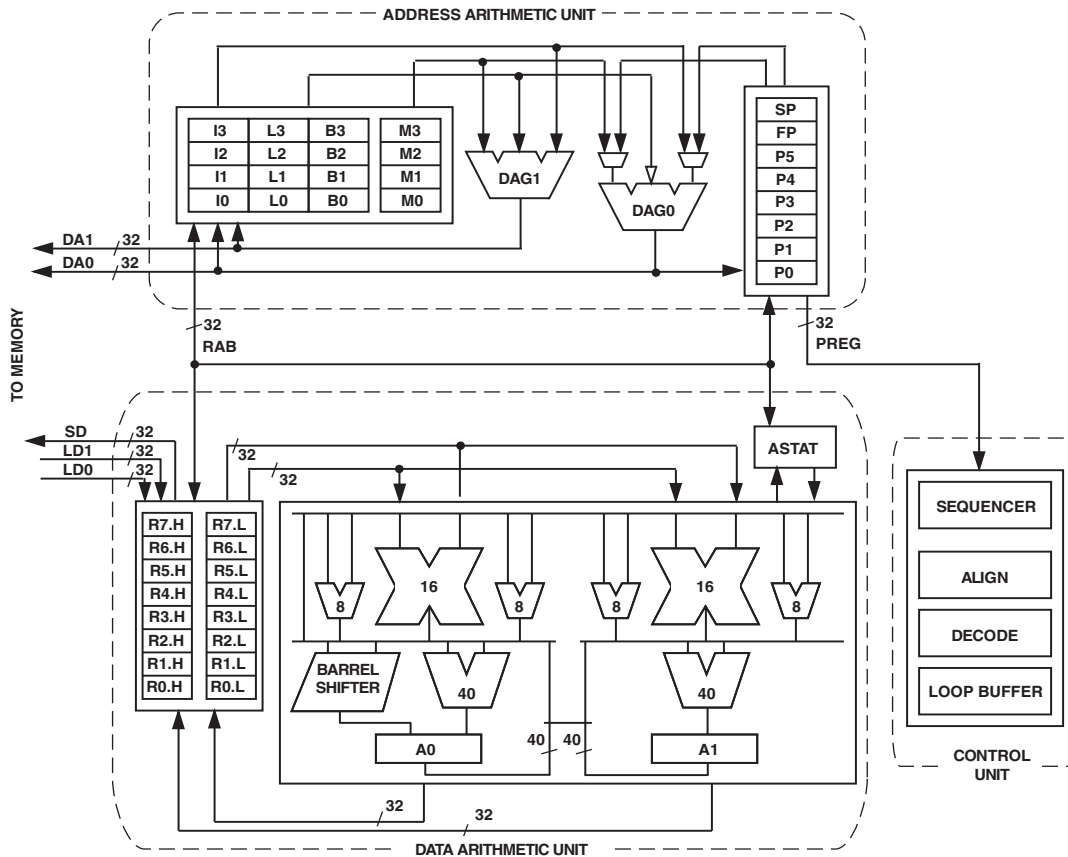 ADDRESS ARITHMETIC UNIT
I3 L3 B3 M3
I2 L2 B2 M2
I1 L1 B1 M1
I0 L0 B0 M0
DAG1
DAG0
SP
FP
P5
P4
P3
P2
P1
P0
DA1 32
DA0 32
TO MEMORY
32
RAB
32
PREG
SD 32
LD1 32
LD0 32
32
32
ASTAT
R7.H R7.L
R6.H R6.L
R5.H R5.L
R4.H R4.L
R3.H R3.L
R2.H R2.L
R1.H R1.L
R0.H R0.L
8 16 8 8 16 8
BARREL
SHIFTER
40
40
A0
40 40
A1
32
32
DATA ARITHMETIC UNIT
SEQUENCER
ALIGN
DECODE
LOOP BUFFER
CONTROL
UNIT